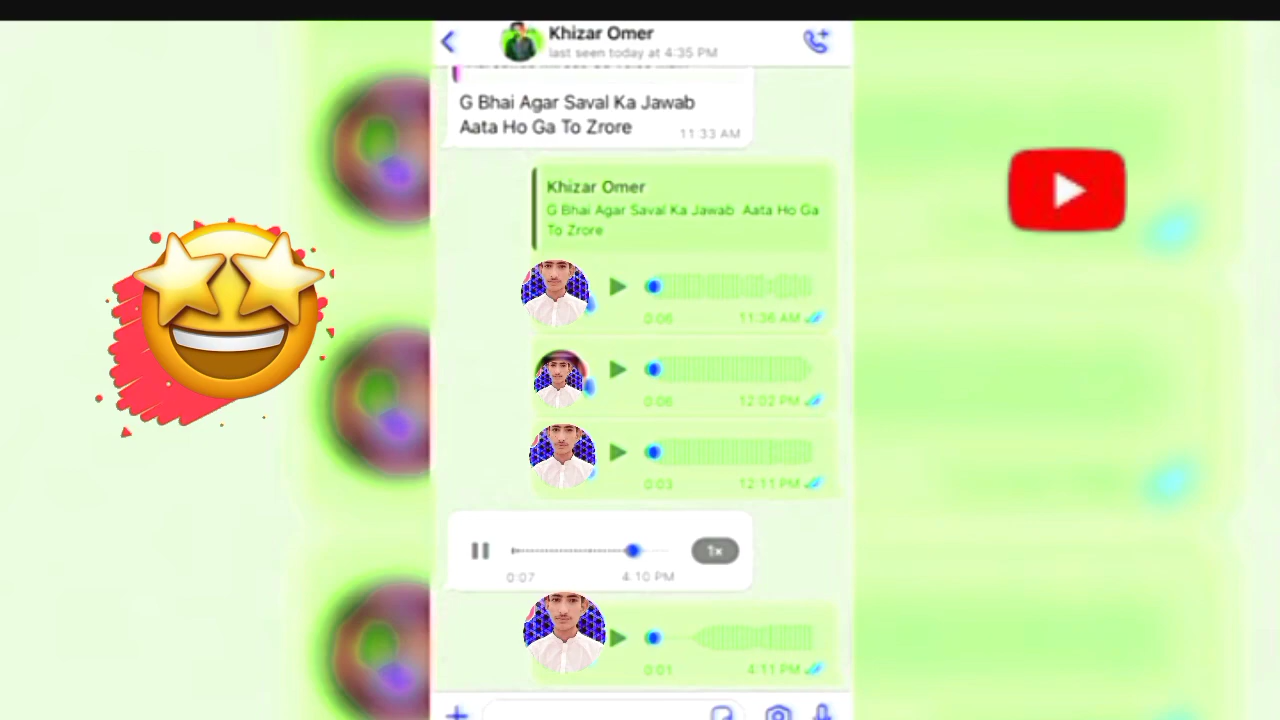 Khizar Omer
last seen today at 4:35 PM
G Bhai Agar Saval Ka Jawab
Aata Ho Ga To Zrore
11:33 AM
Khizar Omer
G Bhai Agar Saval Ka Jawab Aata Ho Ga
To Zrore
0:06 11:36 AM
0:06 12:02 PM
0:03 12:11 PM
1×
0:07 4:10 PM
0:01 4:11 PM